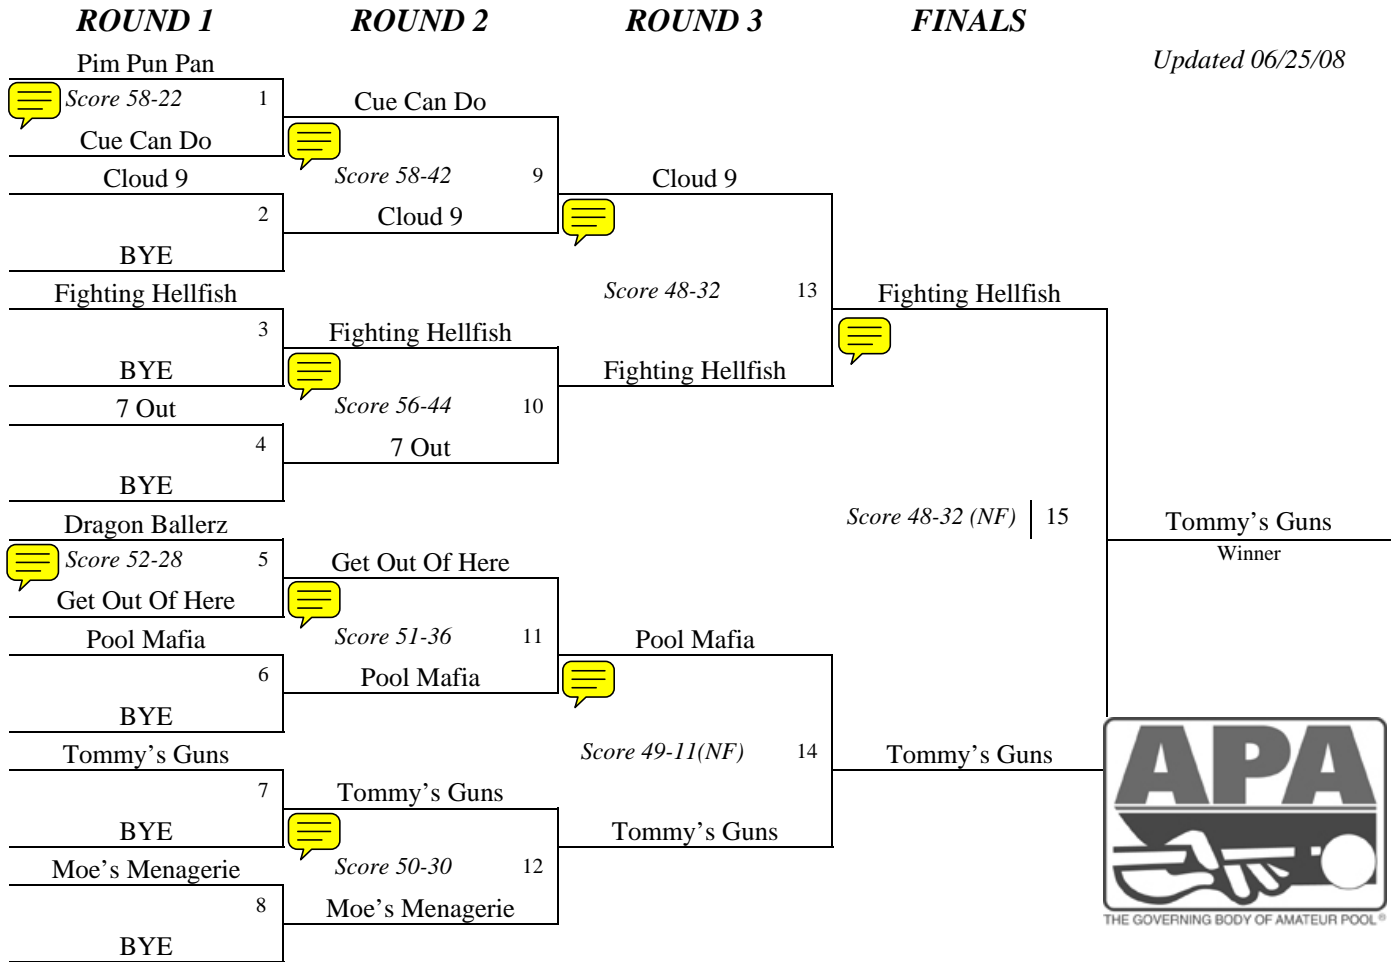 ROUND 1 ROUND 2 ROUND 3 FINALS
Updated 06/25/08
Pim Pun Pan
Score 58-22 1
Cue Can Do
Cloud 9
2
BYE
Fighting Hellfish
3
BYE
7 Out
4
BYE
Dragon Ballerz
Score 52-28 5
Get Out Of Here
Pool Mafia
6
BYE
Tommy's Guns
7
BYE
Moe's Menagerie
8
BYE
Cue Can Do
Score 58-42 9
Cloud 9
Fighting Hellfish
Score 56-44 10
7 Out
Get Out Of Here
Score 51-36 11
Pool Mafia
Tommy's Guns
Score 50-30 12
Moe's Menagerie
Cloud 9
Score 48-32 13
Fighting Hellfish
Pool Mafia
Score 49-11(NF) 14
Tommy's Guns
Fighting Hellfish
Score 48-32 (NF) 15
Tommy's Guns
Tommy's Guns
Winner
APA
THE GOVERNING BODY OF AMATEUR POOL®